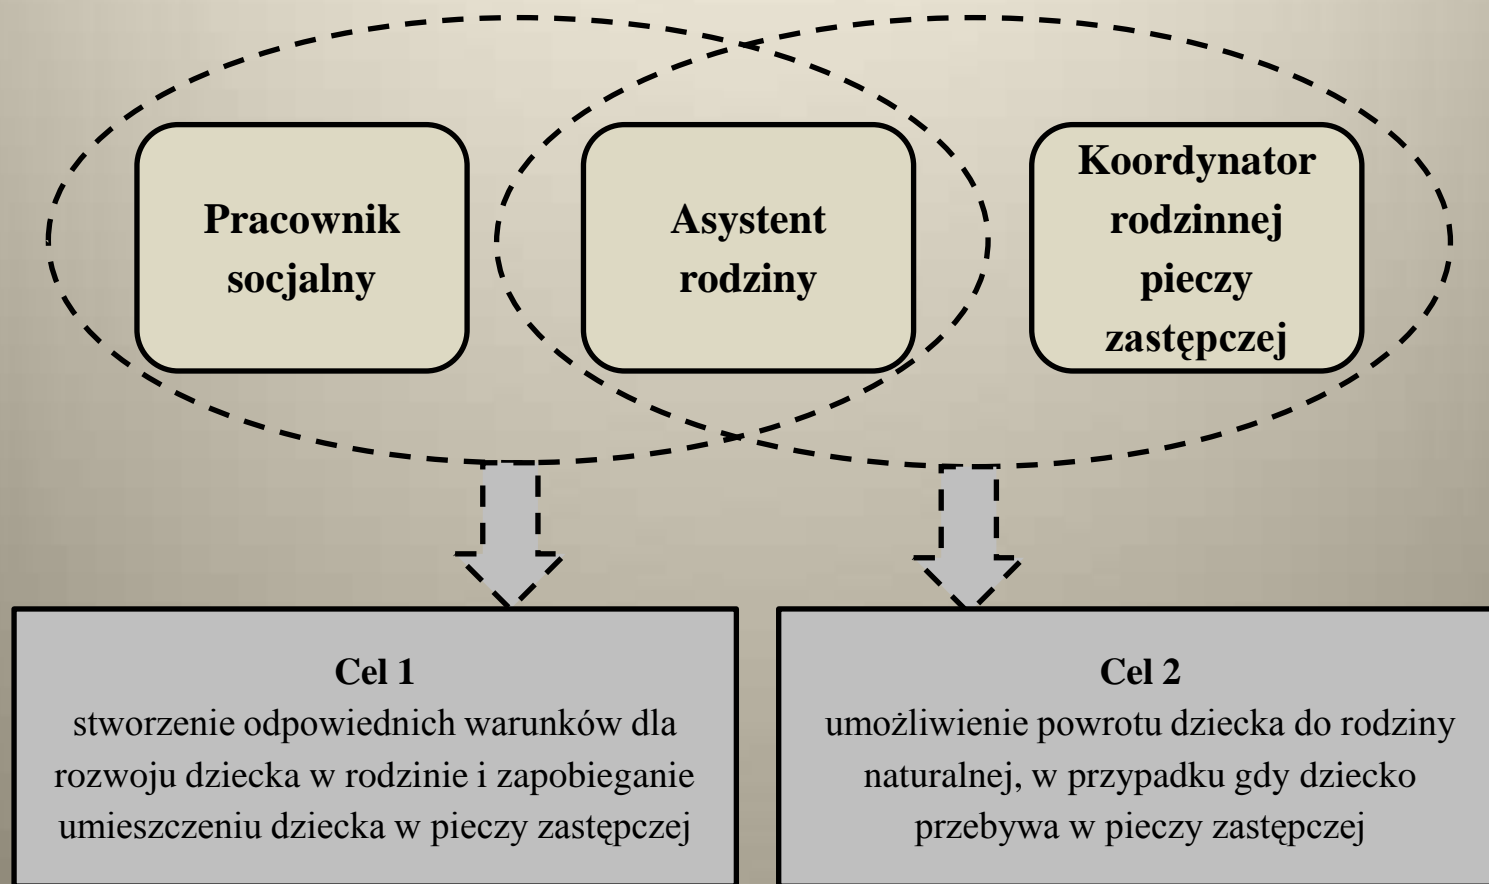 Pracownik
socjalny
Asystent
rodziny
Koordynator
rodzinnej
pieczy
zastępczej
Cel 1
stworzenie odpowiednich warunków dla
rozwoju dziecka w rodzinie i zapobieganie
umieszczeniu dziecka w pieczy zastępczej
Cel 2
umożliwienie powrotu dziecka do rodziny
naturalnej, w przypadku gdy dziecko
przebywa w pieczy zastępczej